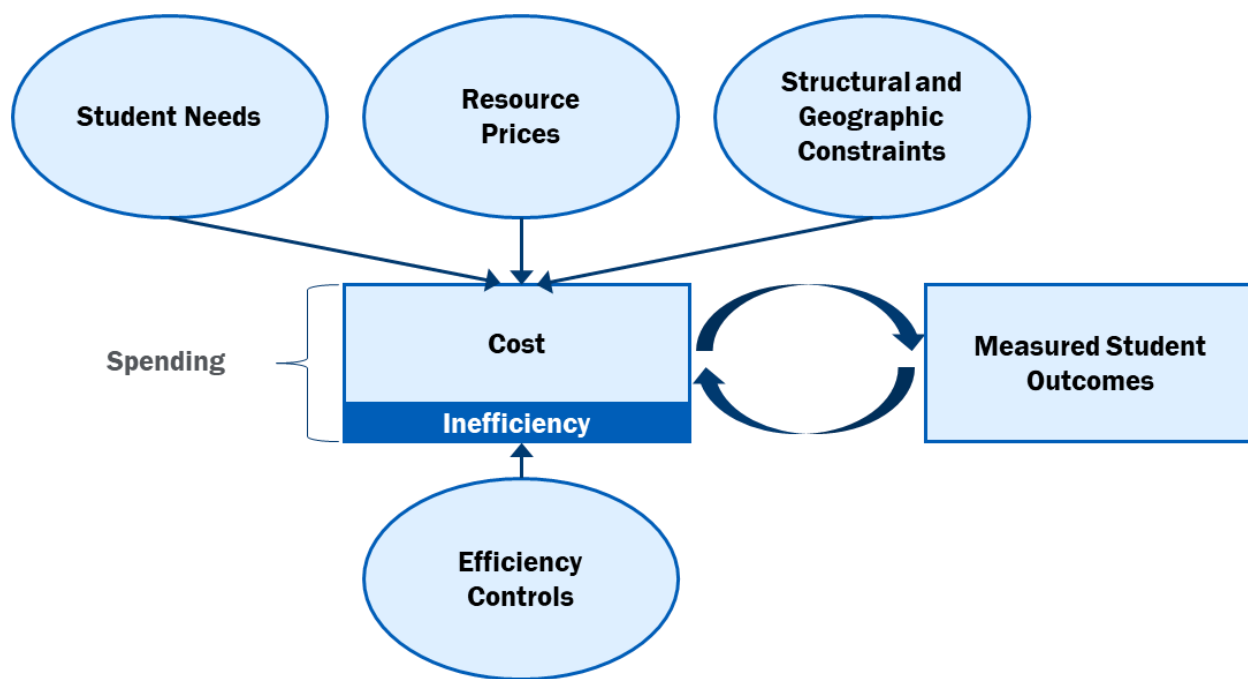 Student Needs
Resource
Prices
Structural and
Geographic
Constraints
Spending
Cost
Inefficiency
Measured Student
Outcomes
Efficiency
Controls